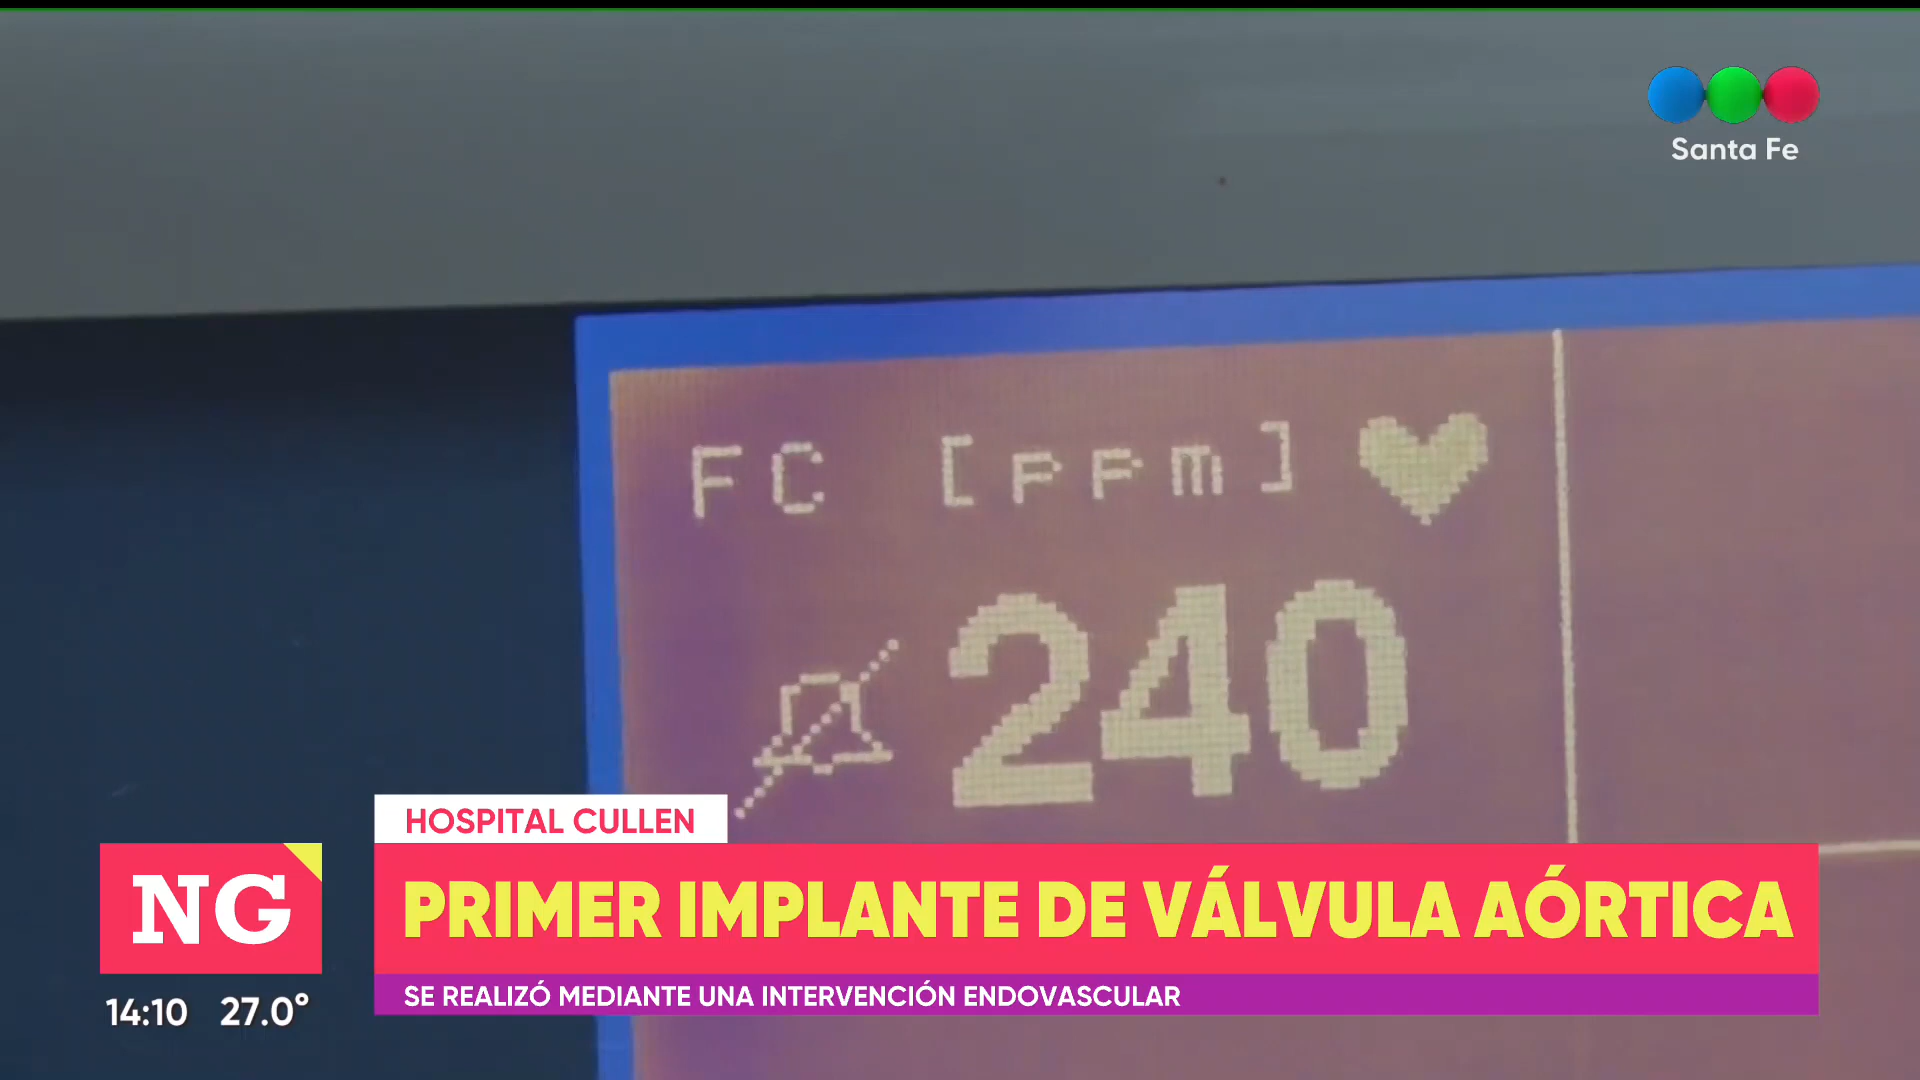 Santa Fe
FC [ppm]
240
HOSPITAL CULLEN
NG
PRIMER IMPLANTE DE VÁLVULA AÓRTICA
SE REALIZÓ MEDIANTE UNA INTERVENCIÓN ENDOVASCULAR
14:10 27.0°